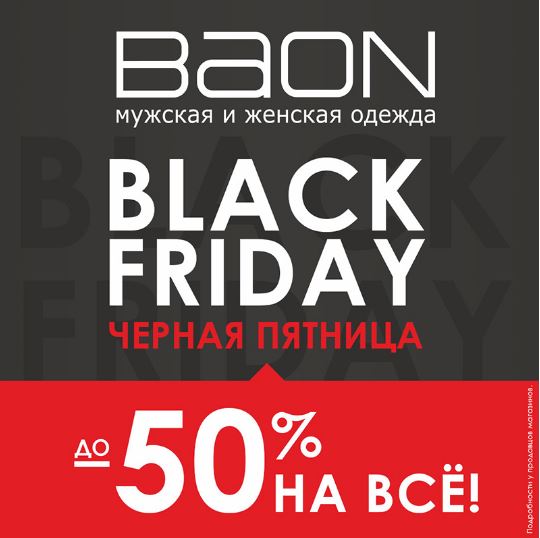 BAON
мужская и женская одежда
BLACK
FRIDAY
ЧЕРНАЯ ПЯТНИЦА
ДО 50%
НА ВСЁ!
Подробности у продавцов магазинов.